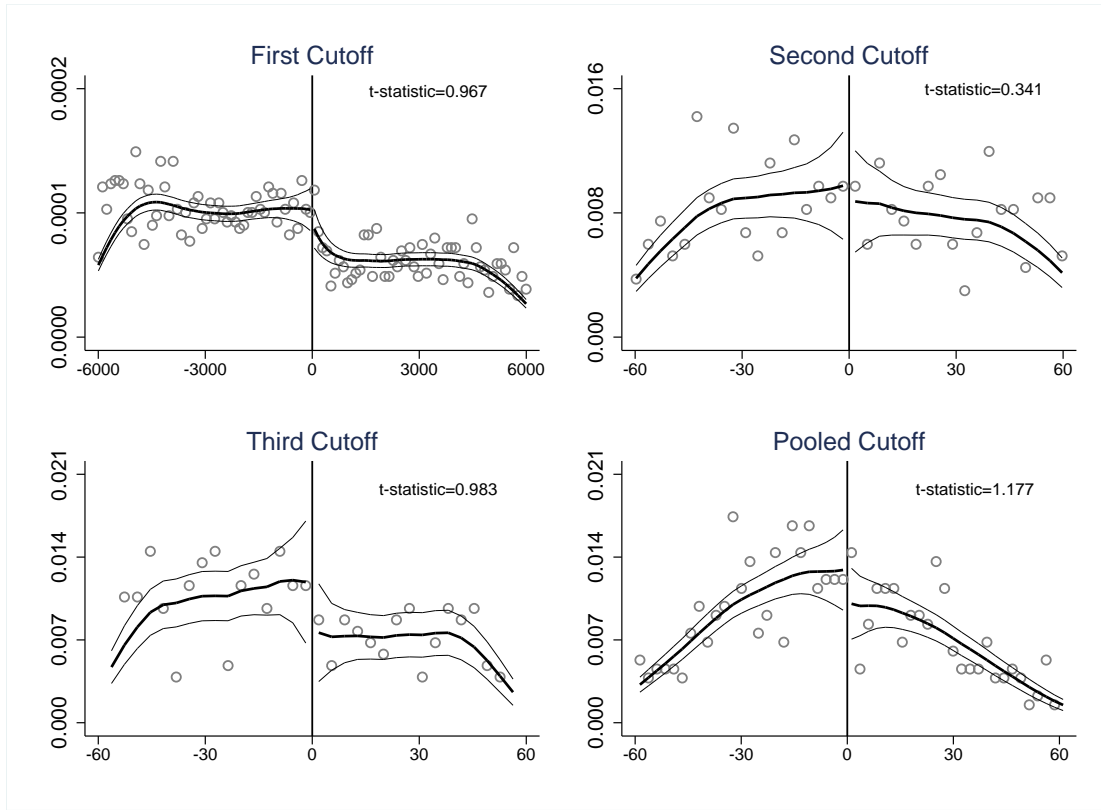 First Cutoff
t-statistic=0.967
0.0002
0.0001
0.0000
-6000 -3000 0 3000 6000
Second Cutoff
t-statistic=0.341
0.016
0.008
0.000
-60 -30 0 30 60
Third Cutoff
t-statistic=0.983
0.021
0.014
0.007
0.000
-60 -30 0 30 60
Pooled Cutoff
t-statistic=1.177
0.021
0.014
0.007
0.000
-60 -30 0 30 60